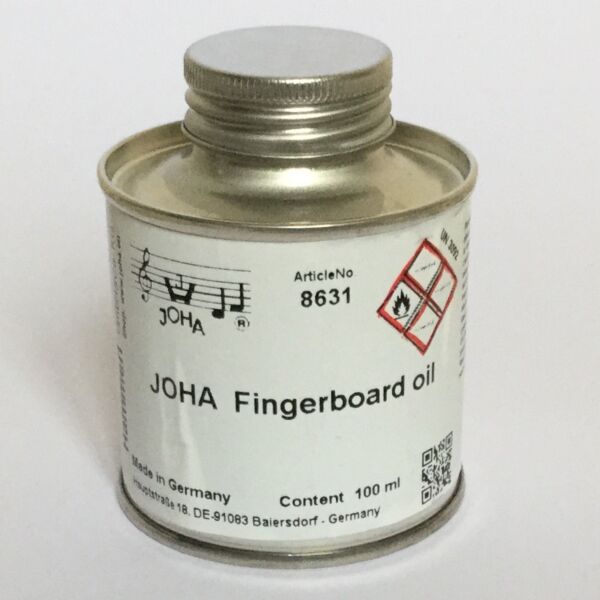 JOHA
®
ArticleNo
8631
JOHA Fingerboard oil
Made in Germany
Content 100 ml
Hauptstraße 18, DE-91083 Baiersdorf - Germany